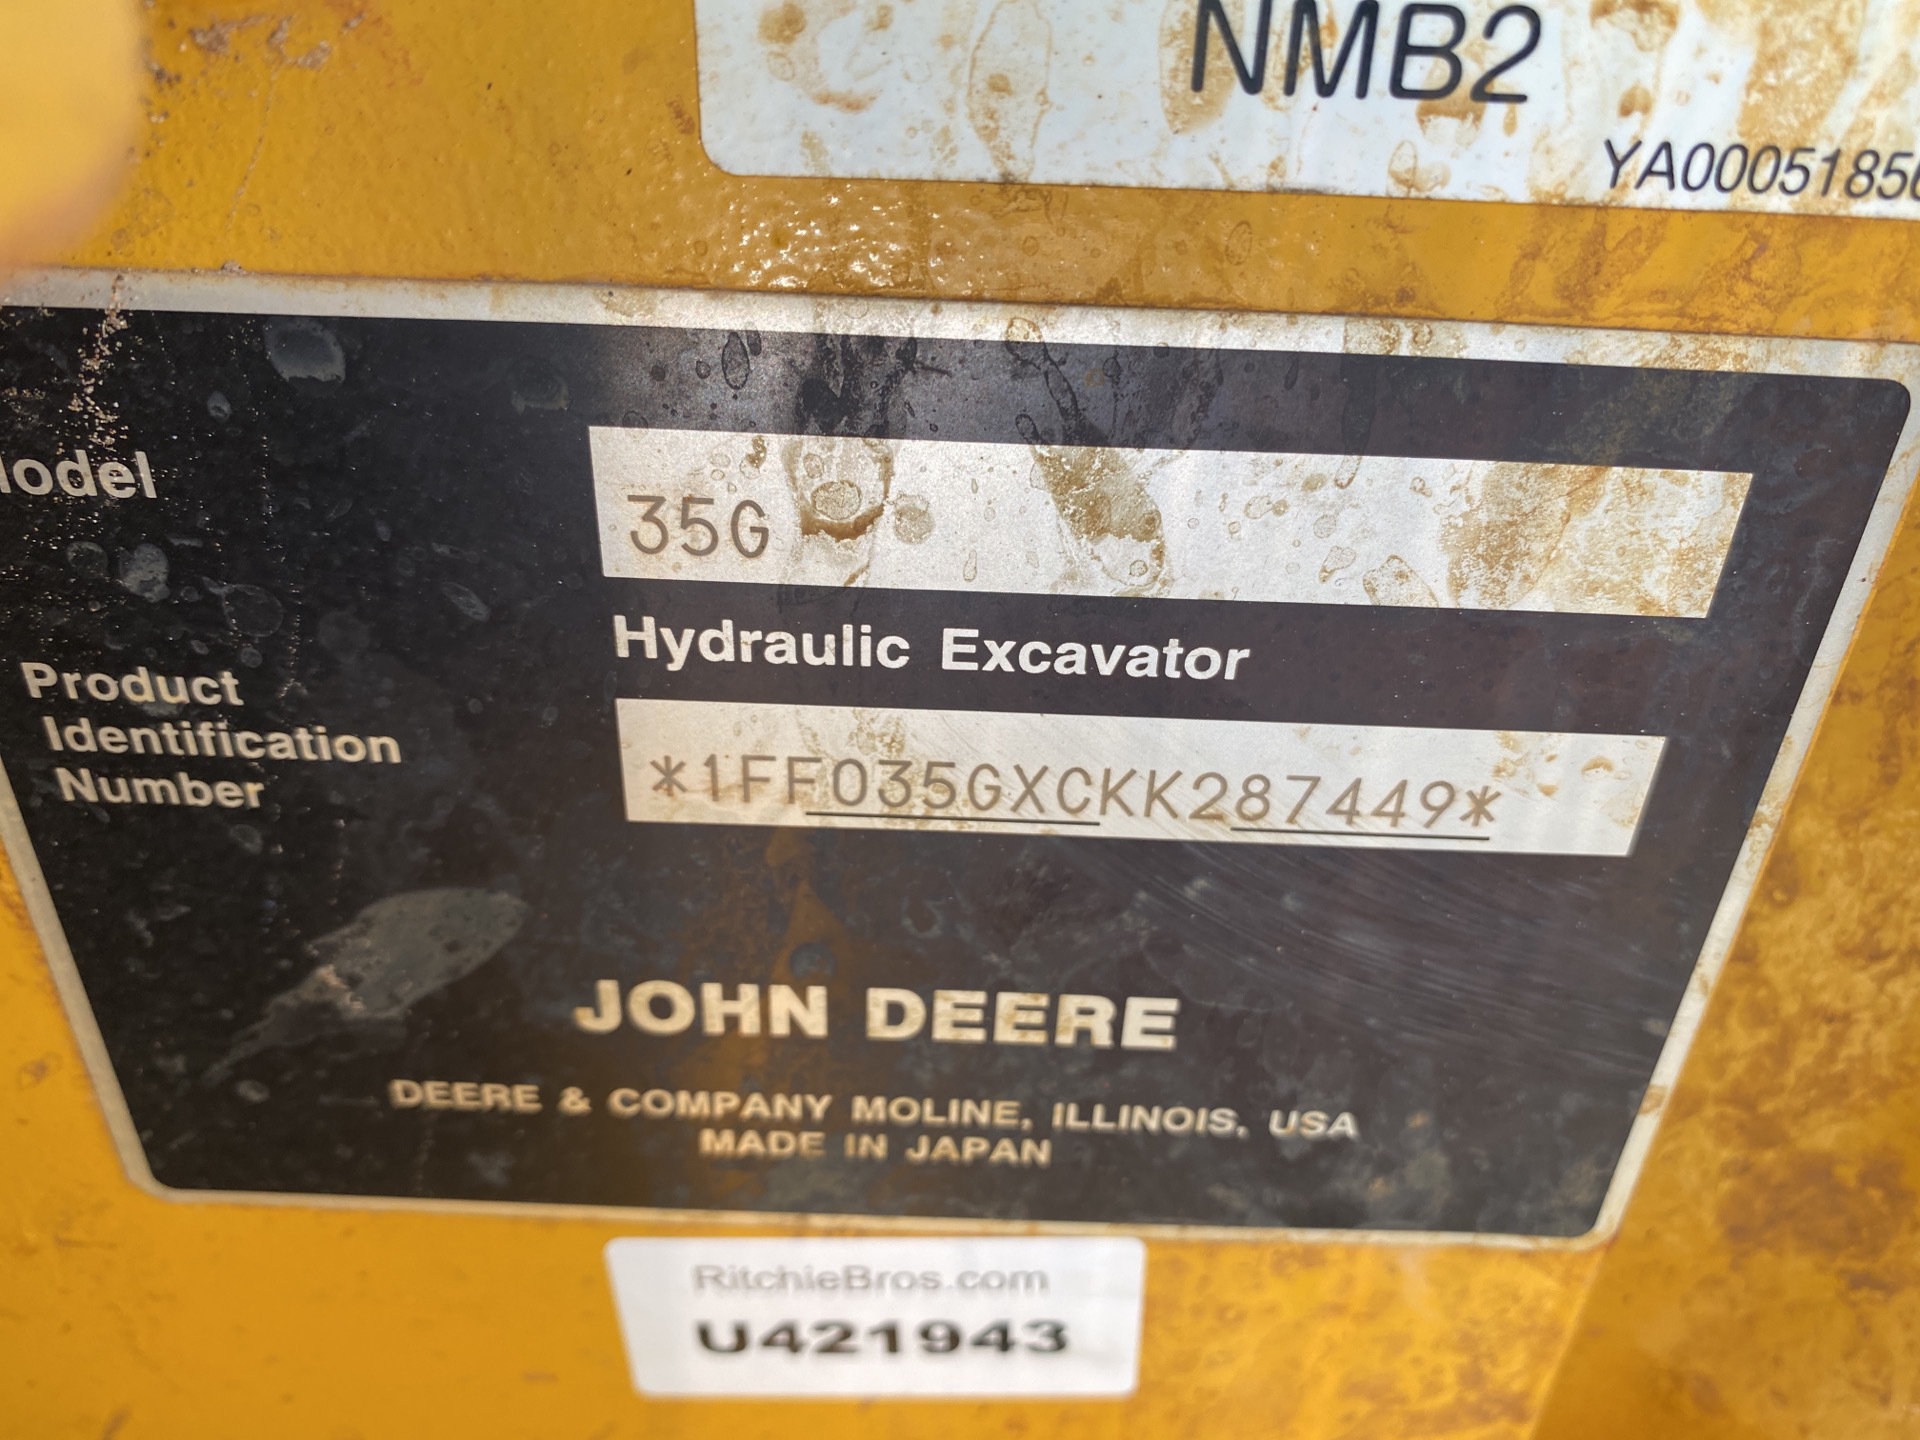 NMB2
YA0005185
Model
35G
Hydraulic Excavator
Product
Identification
Number
*1FF035GXCKK287449*
JOHN DEERE
DEERE & COMPANY MOLINE, ILLINOIS, USA
MADE IN JAPAN
RitchieBros.com
U421943